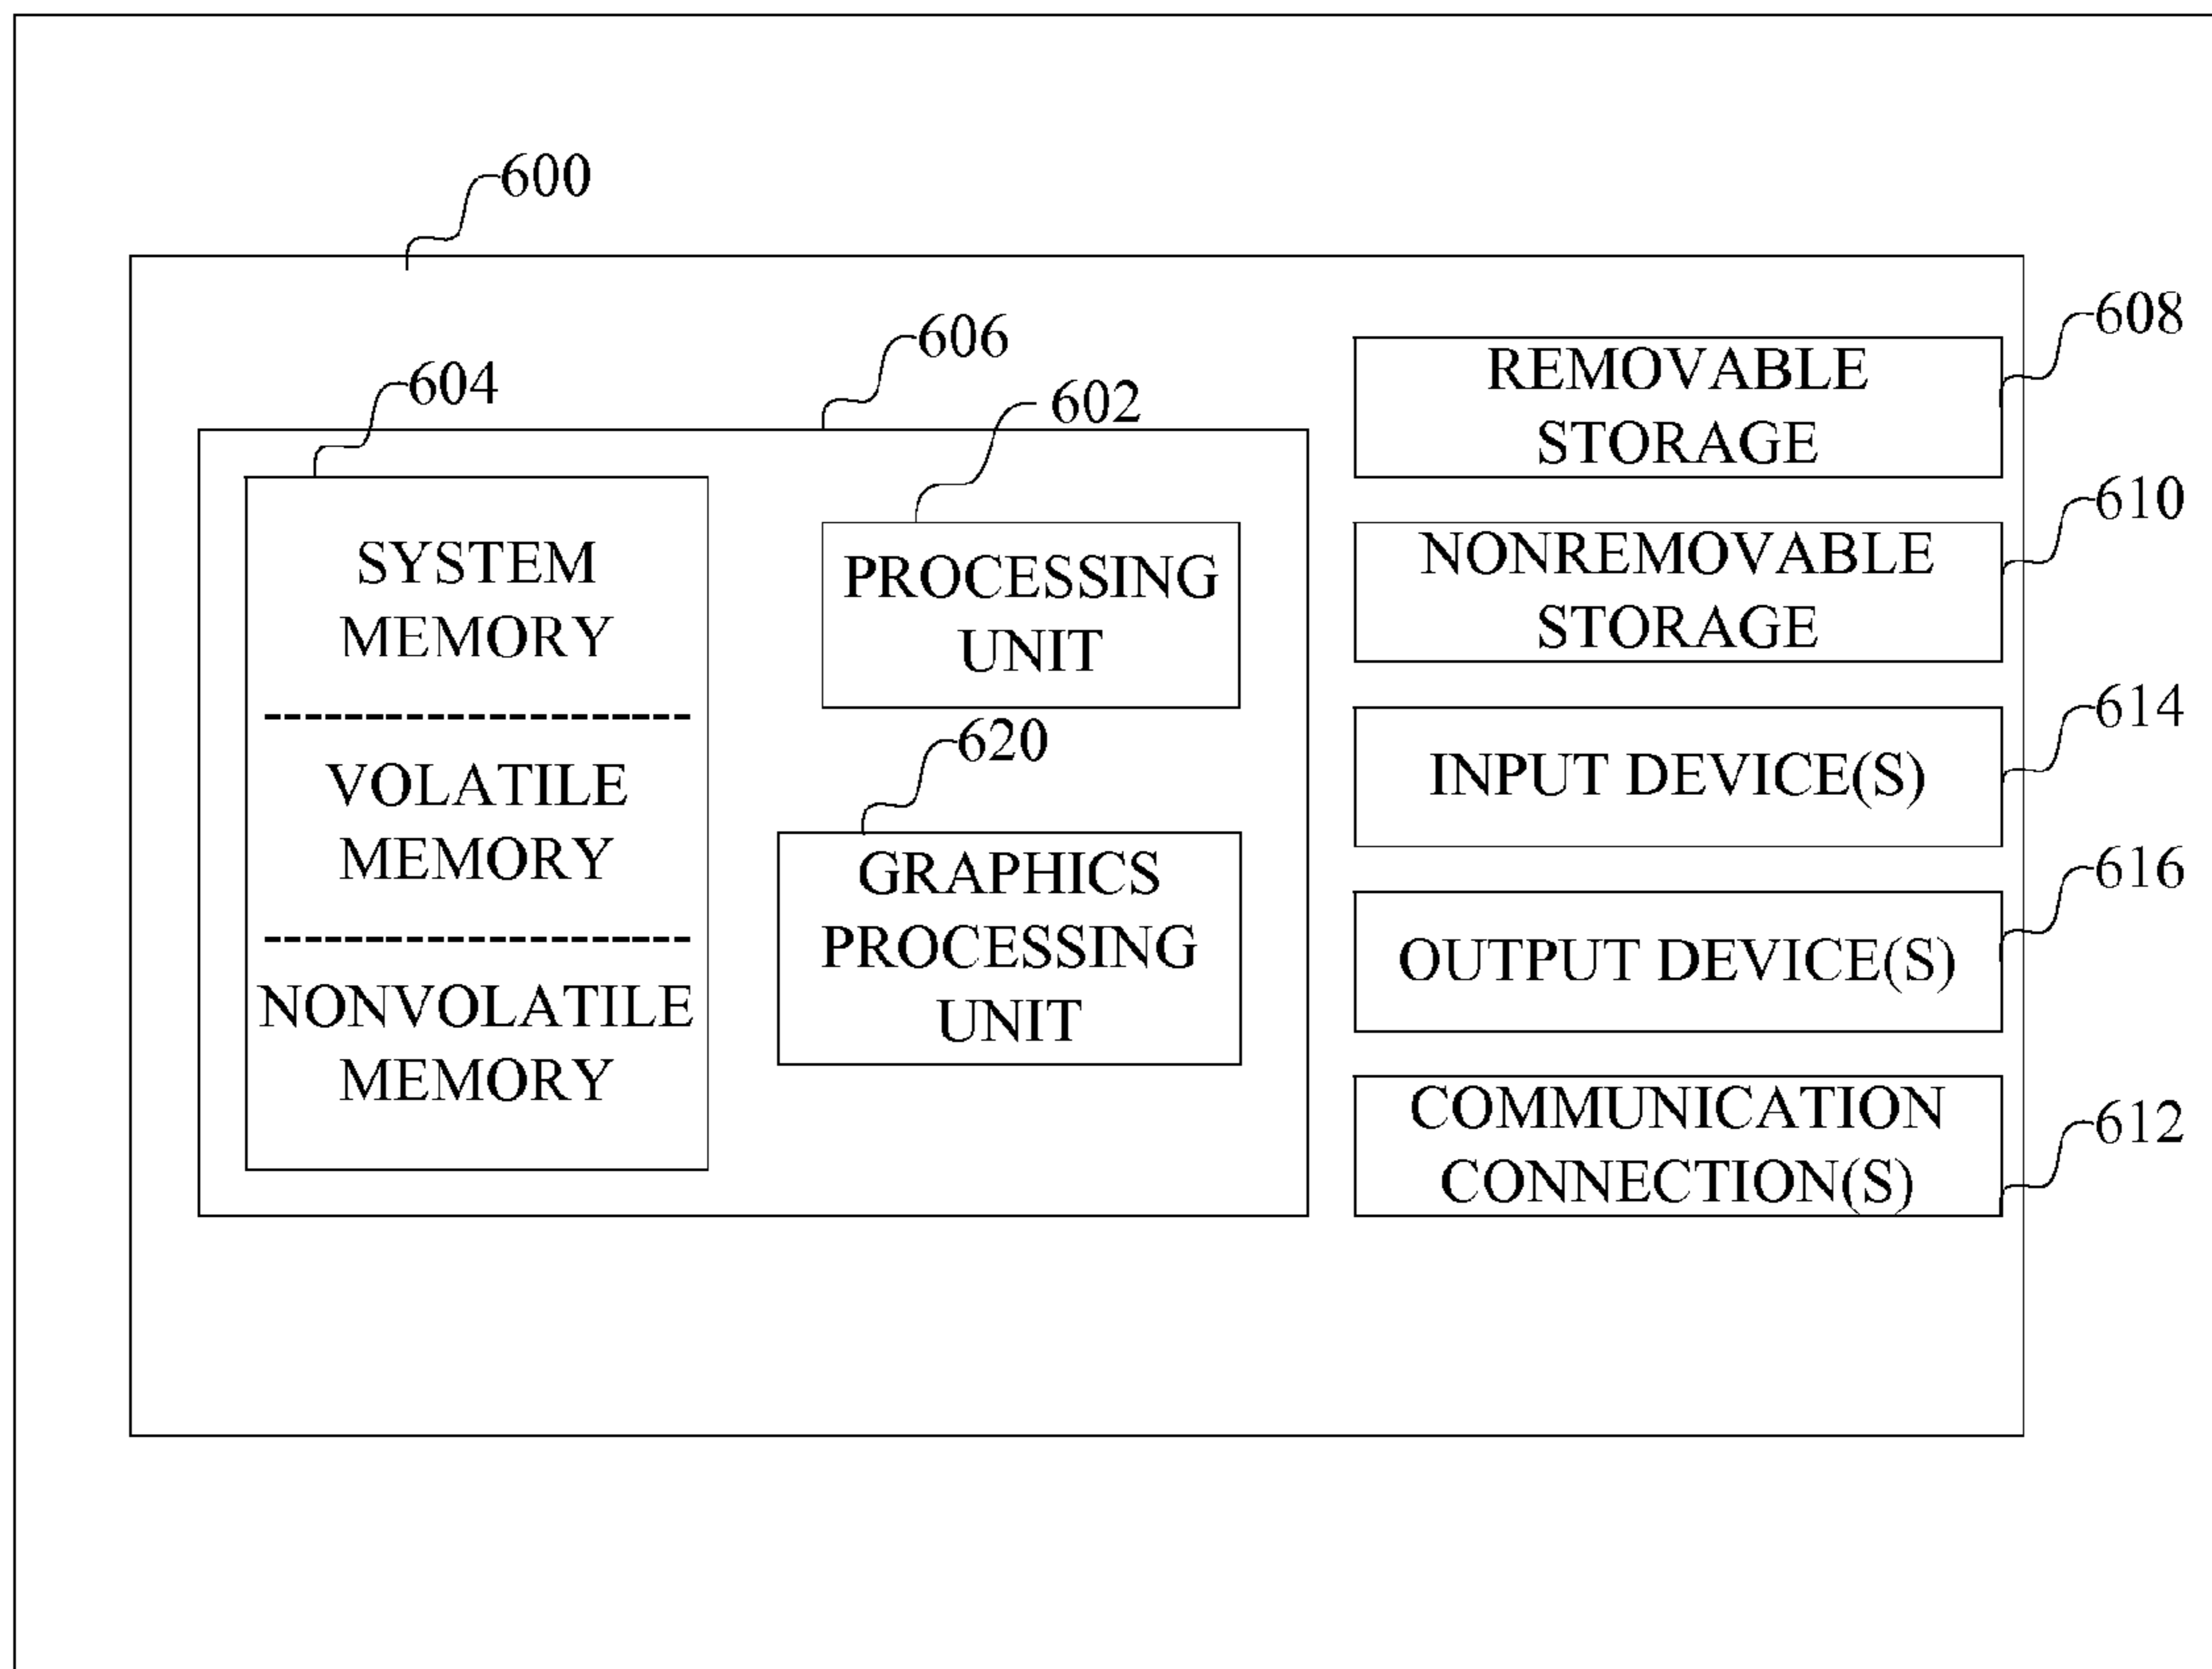 600
606
608
604
602
REMOVABLE
STORAGE
610
SYSTEM
MEMORY
PROCESSING
UNIT
NONREMOVABLE
STORAGE
614
620
VOLATILE
MEMORY
INPUT DEVICE(S)
616
GRAPHICS
PROCESSING
UNIT
OUTPUT DEVICE(S)
NONVOLATILE
MEMORY
612
COMMUNICATION
CONNECTION(S)